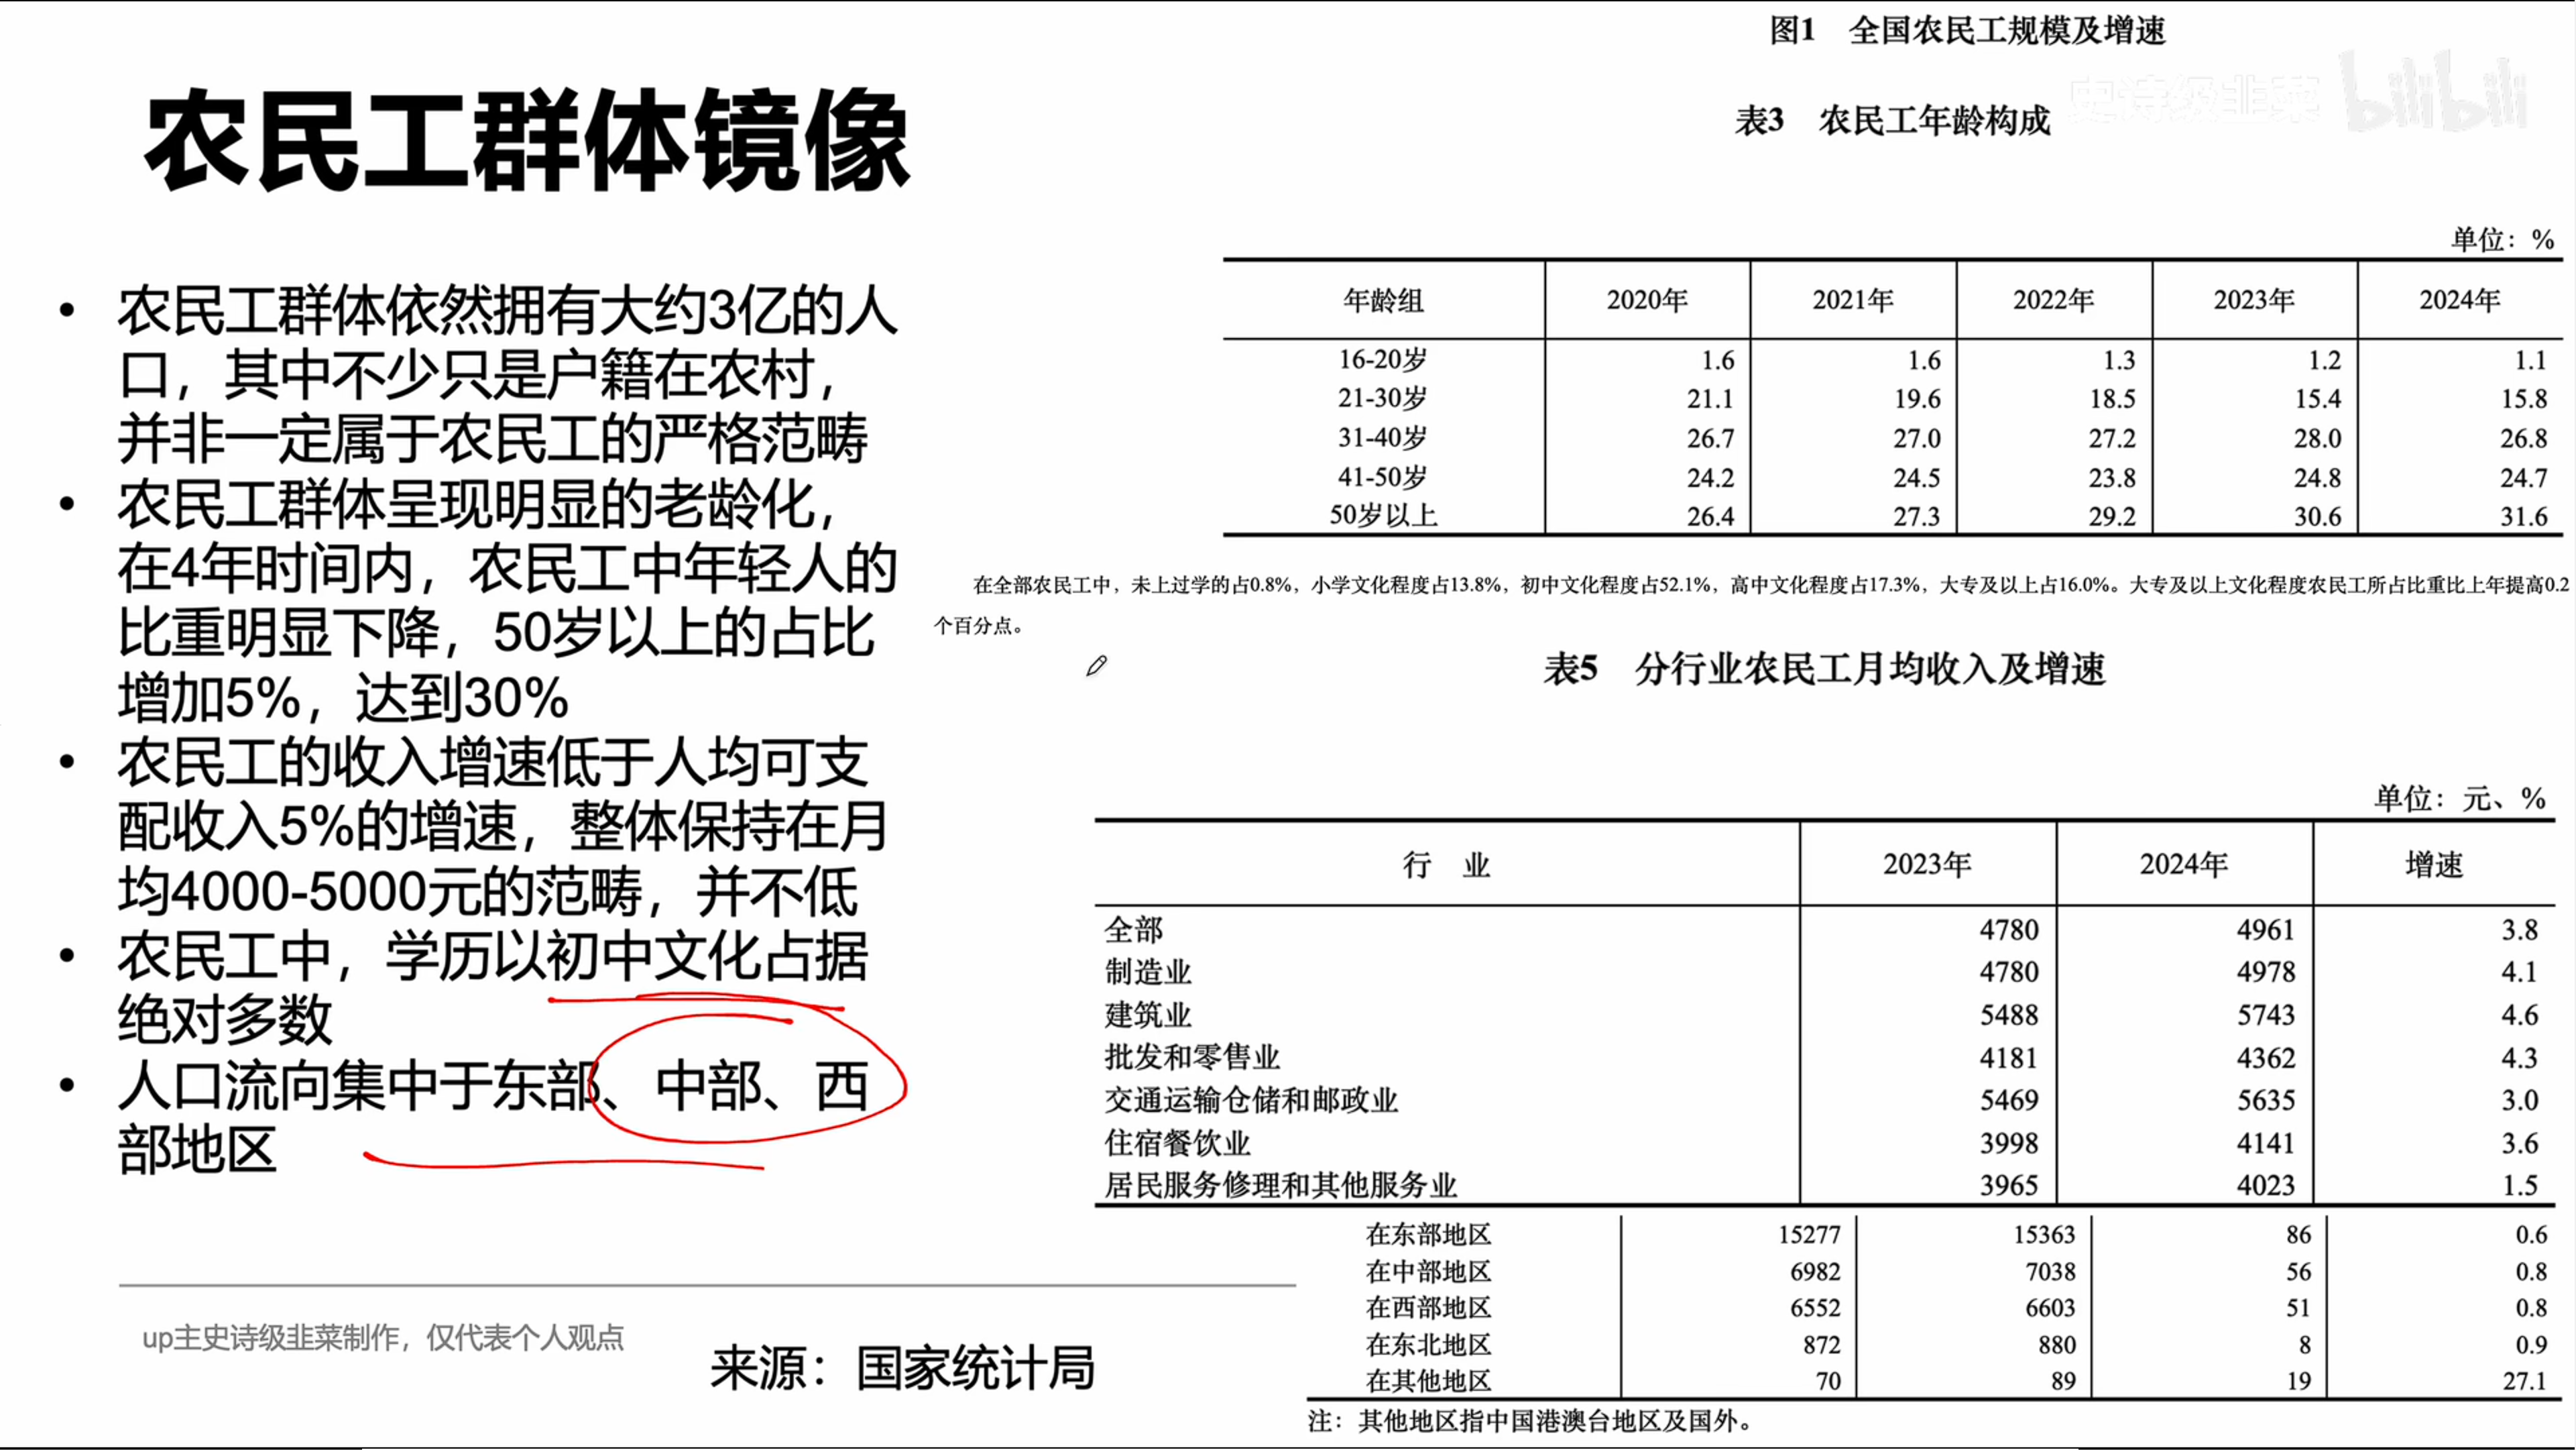 图1 全国农民工规模及增速
史诗级韭菜 bilibili
农民工群体镜像
表3 农民工年龄构成
• 农民工群体依然拥有大约3亿的人
口，其中不少只是户籍在农村，
并非一定属于农民工的严格范畴
• 农民工群体呈现明显的老龄化，
在4年时间内，农民工中年轻人的
比重明显下降，50岁以上的占比
增加5%，达到30%
• 农民工的收入增速低于人均可支
配收入5%的增速，整体保持在月
均4000-5000元的范畴，并不低
• 农民工中，学历以初中文化占据
绝对多数
• 人口流向集中于东部、中部、西
部地区
up主史诗级韭菜制作，仅代表个人观点
来源：国家统计局
单位：%
年龄组 2020年 2021年 2022年 2023年 2024年
16-20岁 1.6 1.6 1.3 1.2 1.1
21-30岁 21.1 19.6 18.5 15.4 15.8
31-40岁 26.7 27.0 27.2 28.0 26.8
41-50岁 24.2 24.5 23.8 24.8 24.7
50岁以上 26.4 27.3 29.2 30.6 31.6
在全部农民工中，未上过学的占0.8%，小学文化程度占13.8%，初中文化程度占52.1%，高中文化程度占17.3%，大专及以上占16.0%。大专及以上文化程度农民工所占比重比上年提高0.2
个百分点。
表5 分行业农民工月均收入及增速
单位：元、%
行 业 2023年 2024年 增速
全部 4780 4961 3.8
制造业 4780 4978 4.1
建筑业 5488 5743 4.6
批发和零售业 4181 4362 4.3
交通运输仓储和邮政业 5469 5635 3.0
住宿餐饮业 3998 4141 3.6
居民服务修理和其他服务业 3965 4023 1.5
在东部地区 15277 15363 86 0.6
在中部地区 6982 7038 56 0.8
在西部地区 6552 6603 51 0.8
在东北地区 872 880 8 0.9
在其他地区 70 89 19 27.1
注：其他地区指中国港澳台地区及国外。